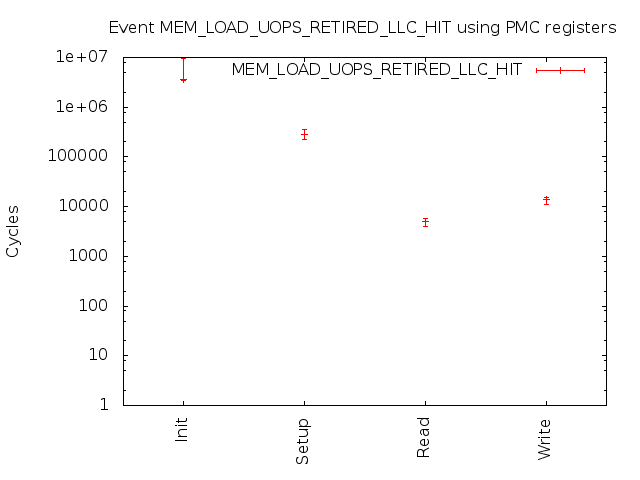 Event MEM_LOAD_UOPS_RETIRED_LLC_HIT using PMC registers
MEM_LOAD_UOPS_RETIRED_LLC_HIT
1e+07
1e+06
100000
10000
1000
100
10
1
Cycles
Init
Setup
Read
Write